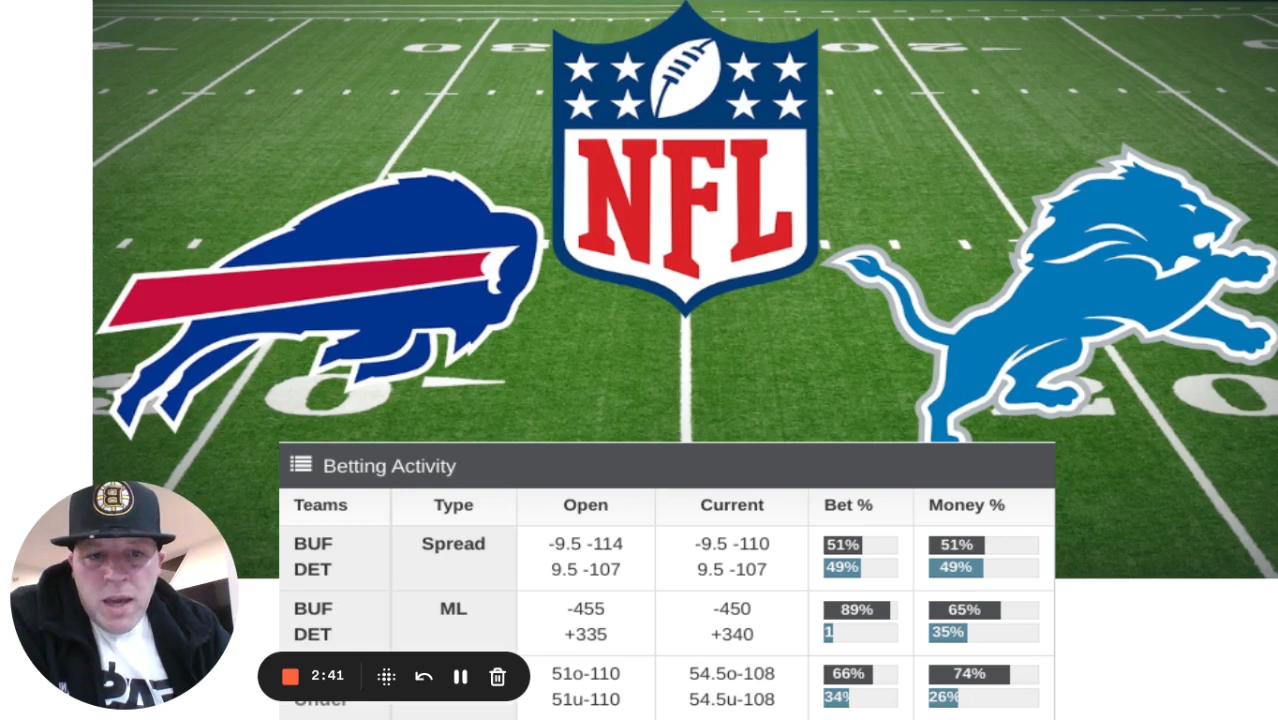 NFL
Betting Activity
Teams Type Open Current Bet % Money %
BUF Spread -9.5 -114 -9.5 -110 51% 51%
DET 9.5 -107 9.5 -107 49% 49%
BUF ML -455 -450 89% 65%
DET +335 +340 1 35%
51o-110 54.5o-108 66% 74%
Under 51u-110 54.5u-108 34% 26%
2:41
B